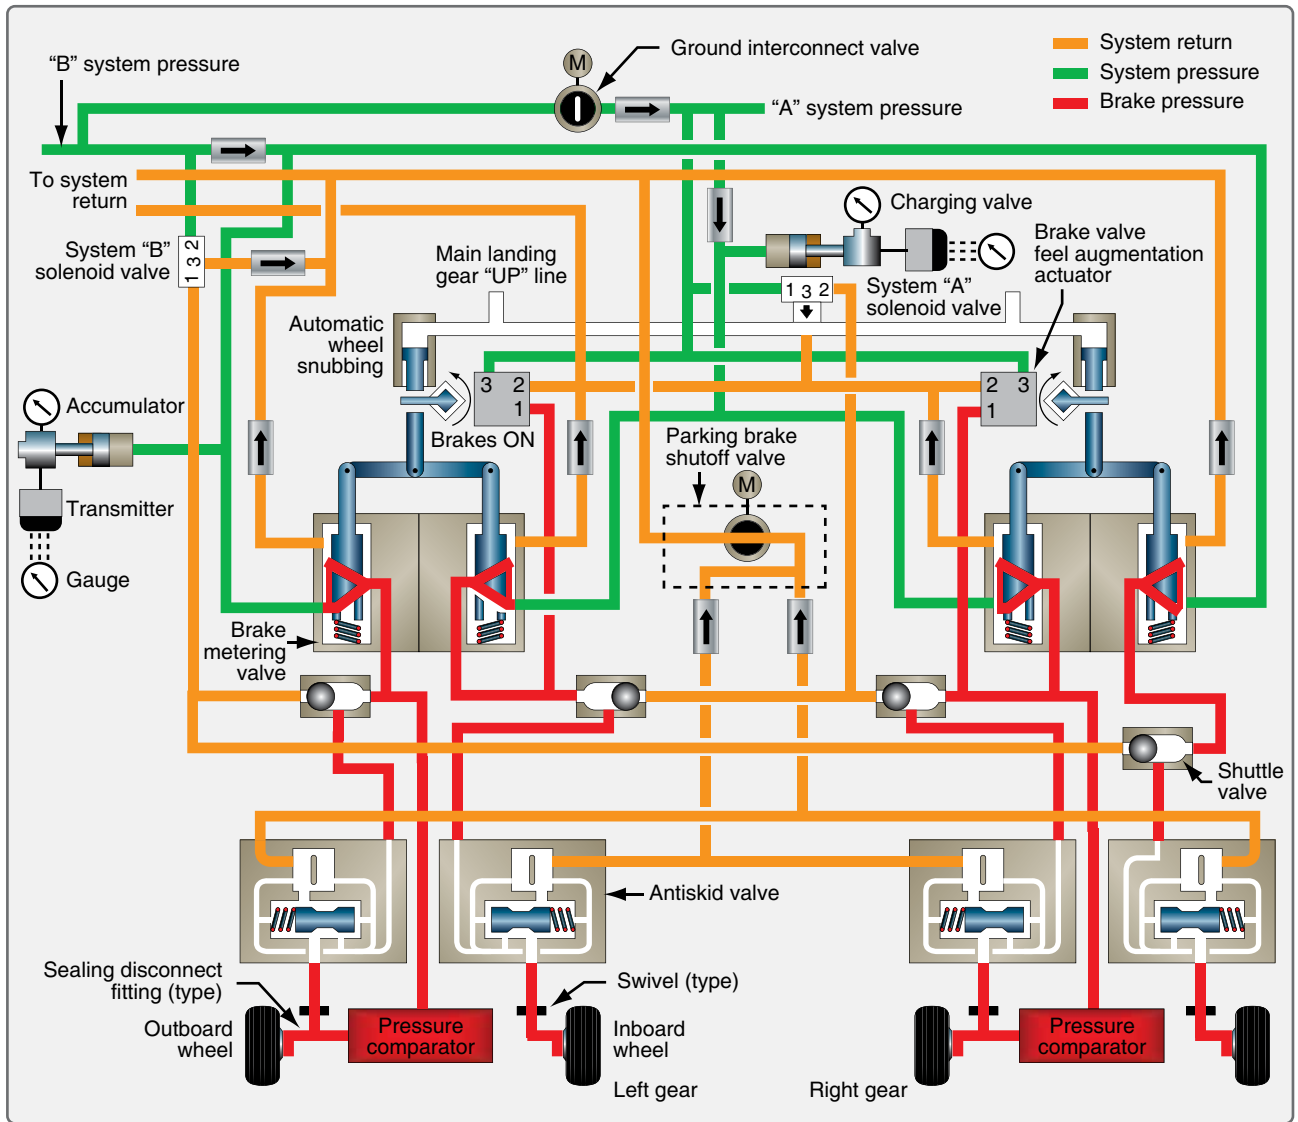 Ground interconnect valve
M
System return
System pressure
Brake pressure
“B” system pressure
“A” system pressure
To system
return
System “B”
solenoid valve
1 3 2
Main landing
gear “UP” line
Charging valve
Brake valve
feel augmentation
actuator
System “A”
solenoid valve
1 3 2
Automatic
wheel
snubbing
3 2
1
2 3
1
Brakes ON
Accumulator
Parking brake
shutoff valve
M
Transmitter
Gauge
Brake
metering
valve
Shuttle
valve
Antiskid valve
Sealing disconnect
fitting (type)
Swivel (type)
Outboard
wheel
Pressure
comparator
Inboard
wheel
Pressure
comparator
Left gear
Right gear